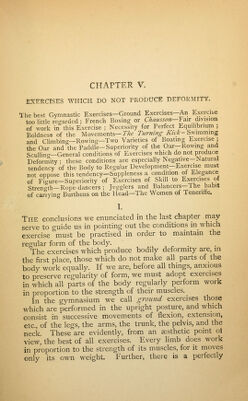 CHAPTER V.
EXERCISES WHICH DO NOT PRODUCE DEFORMITY.
The best Gymnastic Exercises—Ground Exercises—An Exercise
too little regarded; French Boxing or Chausson—Fair division
of work in this Exercise; Necessity for Perfect Equilibrium;
Boldness of the Movements—The Turning Kick—Swimming
and Climbing—Rowing—Two Varieties of Boating Exercise;
the Oar and the Paddle—Superiority of the Oar—Rowing and
Sculling—General conditions of Exercises which do not produce
Deformity; these conditions are especially Negative—Natural
tendency of the Body to Regular Development—Exercise must
not oppose this tendency—Suppleness a condition of Elegance
of Figure—Superiority of Exercises of Skill to Exercises of
Strength—Rope-dancers; Jugglers and Balancers—The habit
of carrying Burthens on the Head—The Women of Teneriffe.
I.
THE conclusions we enunciated in the last chapter may
serve to guide us in pointing out the conditions in which
exercise must be practised in order to maintain the
regular form of the body.
The exercises which produce bodily deformity are, in
the first place, those which do not make all parts of the
body work equally. If we are, before all things, anxious
to preserve regularity of form, we must adopt exercises
in which all parts of the body regularly perform work
in proportion to the strength of their muscles.
In the gymnasium we call ground exercises those
which are performed in the upright posture, and which
consist in successive movements of flexion, extension,
etc., of the legs, the arms, the trunk, the pelvis, and the
neck. These are evidently, from an æsthetic point of
view, the best of all exercises. Every limb does work
in proportion to the strength of its muscles, for it moves
only its own weight. Further, there is a perfectly